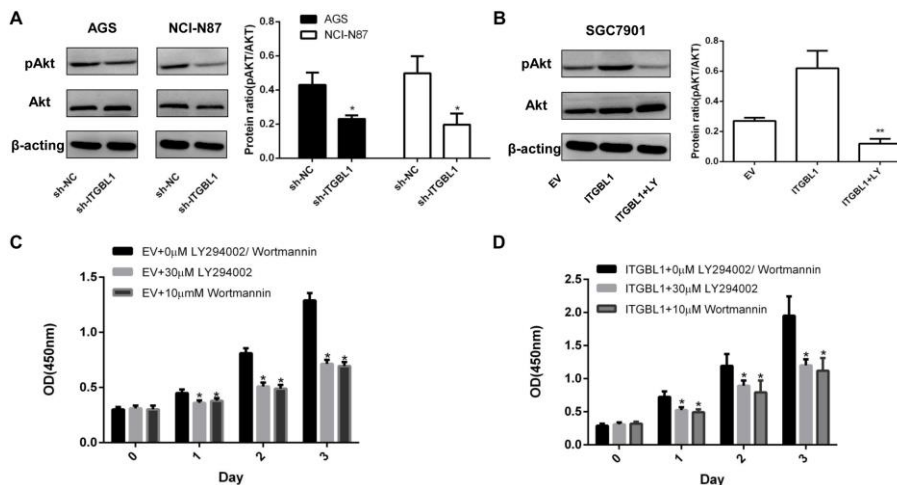 A
AGS NCI-N87
pAkt
Akt
β-acting
sh-NC sh-ITGBL1 sh-NC sh-ITGBL1
AGS
NCI-N87
Protein ratio(pAKT/AKT)
0.8
0.6
0.4
0.2
0.0
* *
sh-NC sh-ITGBL1 sh-NC sh-ITGBL1
B
SGC7901
pAkt
Akt
β-acting
EV ITGBL1 ITGBL1+LY
Protein ratio(pAKT/AKT)
0.8
0.6
0.4
0.2
0.0
**
EV ITGBL1 ITGBL1+LY
C
EV+0μM LY294002/ Wortmannin
EV+30μM LY294002
EV+10μmM Wortmannin
OD(450nm)
1.5
1.0
0.5
0.0
* * * * * *
0 1 2 3
Day
D
ITGBL1+0μM LY294002/ Wortmannin
ITGBL1+30μM LY294002
ITGBL1+10μM Wortmannin
OD(450nm)
2.5
2.0
1.5
1.0
0.5
0.0
* * * * * *
0 1 2 3
Day